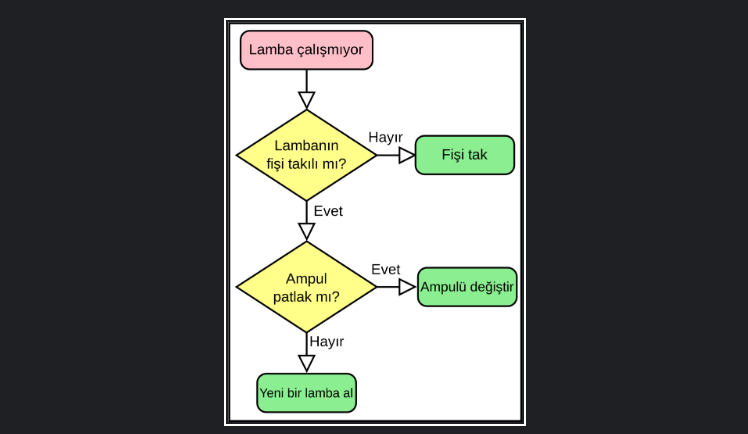 Lamba çalışmıyor
Lambanın
fişi takılı mı?
Hayır
Fişi tak
Evet
Ampul
patlak mı?
Evet
Ampulü değiştir
Hayır
Yeni bir lamba al